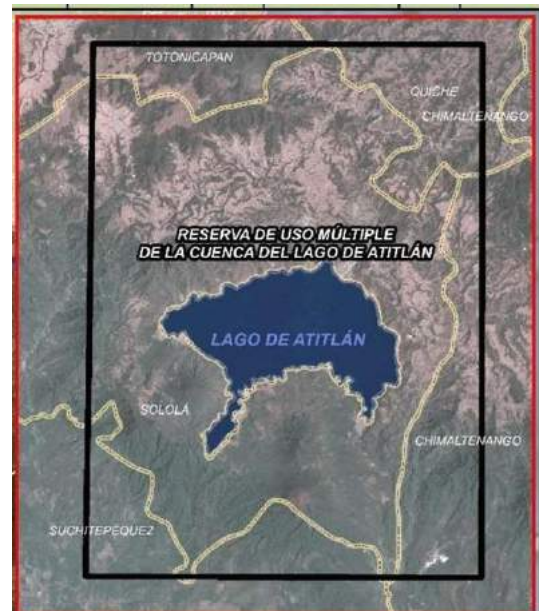 TOTONICAPAN
QUICHE
CHIMALTENANGO
RESERVA DE USO MÚLTIPLE
DE LA CUENCA DEL LAGO DE ATITLÁN
LAGO DE ATITLÁN
SOLOLÁ
CHIMALTENANGO
SUCHITEPEQUEZ